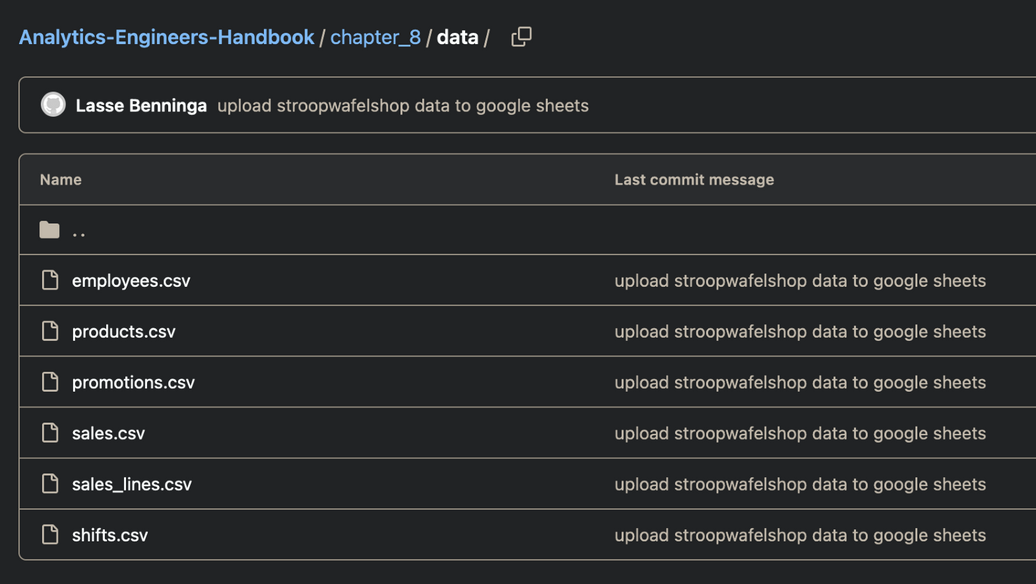 Analytics-Engineers-Handbook / chapter_8 / data /
Lasse Benninga upload stroopwafelshop data to google sheets
Name Last commit message
..
employees.csv upload stroopwafelshop data to google sheets
products.csv upload stroopwafelshop data to google sheets
promotions.csv upload stroopwafelshop data to google sheets
sales.csv upload stroopwafelshop data to google sheets
sales_lines.csv upload stroopwafelshop data to google sheets
shifts.csv upload stroopwafelshop data to google sheets